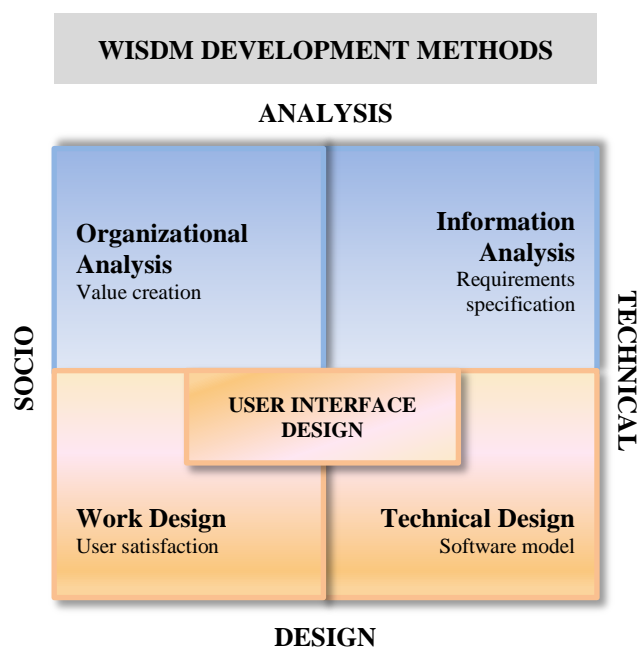 WISDM DEVELOPMENT METHODS
ANALYSIS
Organizational
Analysis
Value creation
Information
Analysis
Requirements
specification
SOCIO
TECHNICAL
USER INTERFACE
DESIGN
Work Design
User satisfaction
Technical Design
Software model
DESIGN